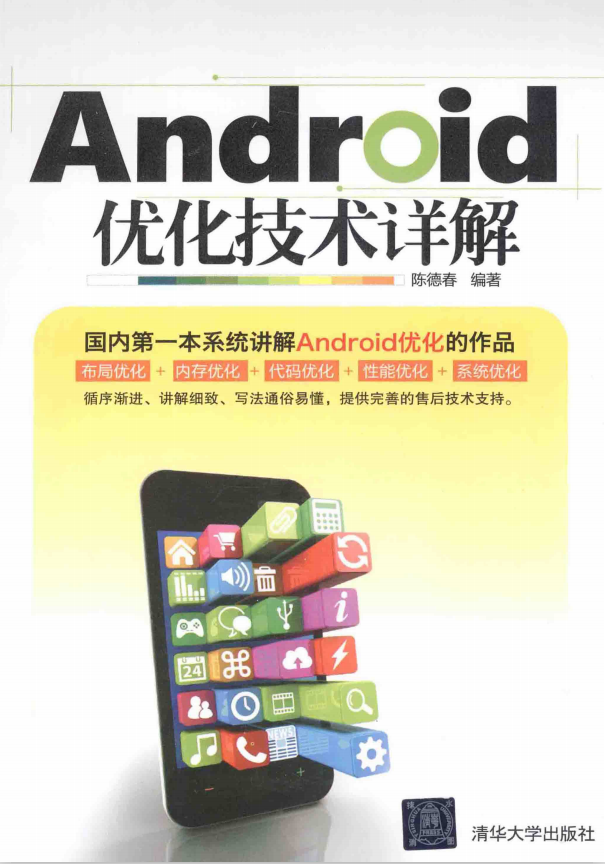 Android
优化技术详解
陈德春 编著
国内第一本系统讲解Android优化的作品
布局优化 + 内存优化 + 代码优化 + 性能优化 + 系统优化
循序渐进、讲解细致、写法通俗易懂，提供完善的售后技术支持。
i
24
NEWS
清华大学出版社